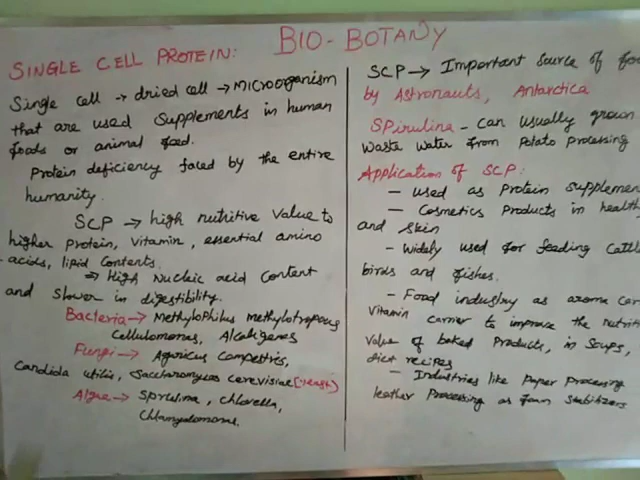 BIO-BOTANY
SINGLE CELL PROTEIN:
Single cell → dried cell → Microorganism
that are used Supplements in human
foods or animal feed.
Protein deficiency faced by the entire
humanity.
SCP → high nutritive value to
higher protein, vitamin, essential amino
acids, lipid contents.
⇒ High Nucleic acid content
and slower in digestibility.
Bacteria → Methylophilus methylotropous
Cellulomonas, Alcaligenes
Fungi → Agaricus campestris,
Candida utilis, Saccharomyces cerevisiae (Yeast)
Algae → Spirulina, chlorella,
Chlamydomonas.
SCP → Important source of foo
by Astronauts, Antarctica
Spirulina - can usually grown
waste water from Potato processing
Application of SCP:
- used as Protein supplemen
- Cosmetics Products in health
and skin
- Widely used for feeding cattle
birds and fishes.
- Food industry as aroma car
vitamin carrier to improve the nutriti
value of baked Products, in soups,
diet recipes
- Industries like Paper processing
leather processing as foam stabilizers